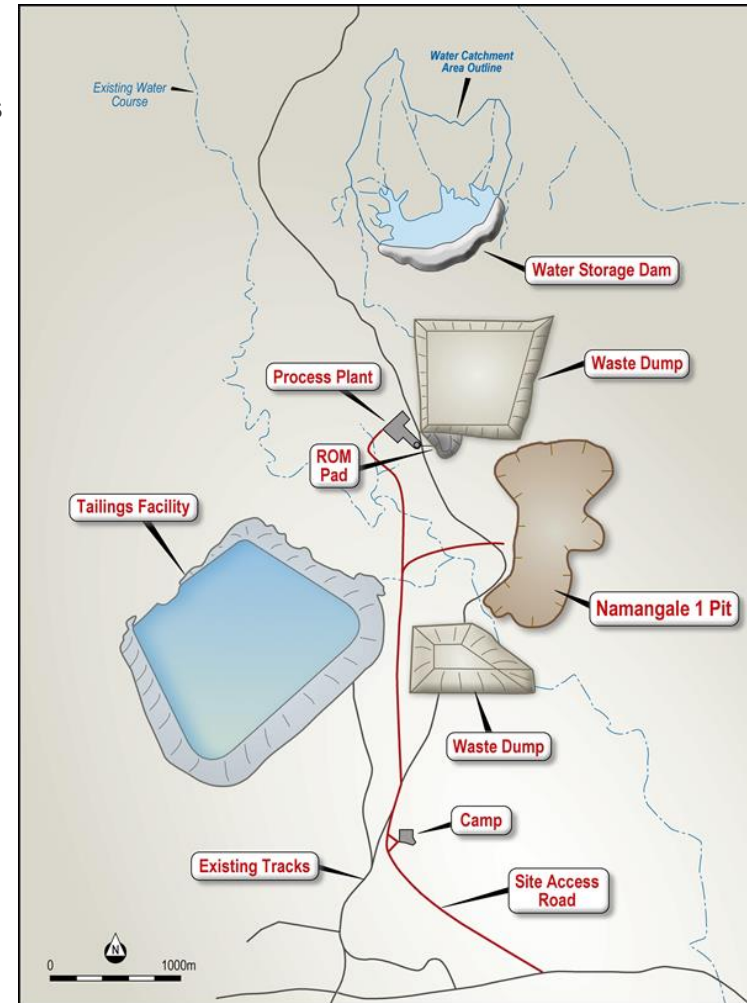 s
Water Catchment
Area Outline
Existing Water
Course
Water Storage Dam
Waste Dump
Process Plant
ROM
Pad
Tailings Facility
Namangale 1 Pit
Waste Dump
Camp
Existing Tracks
Site Access
Road
N
0 1000m